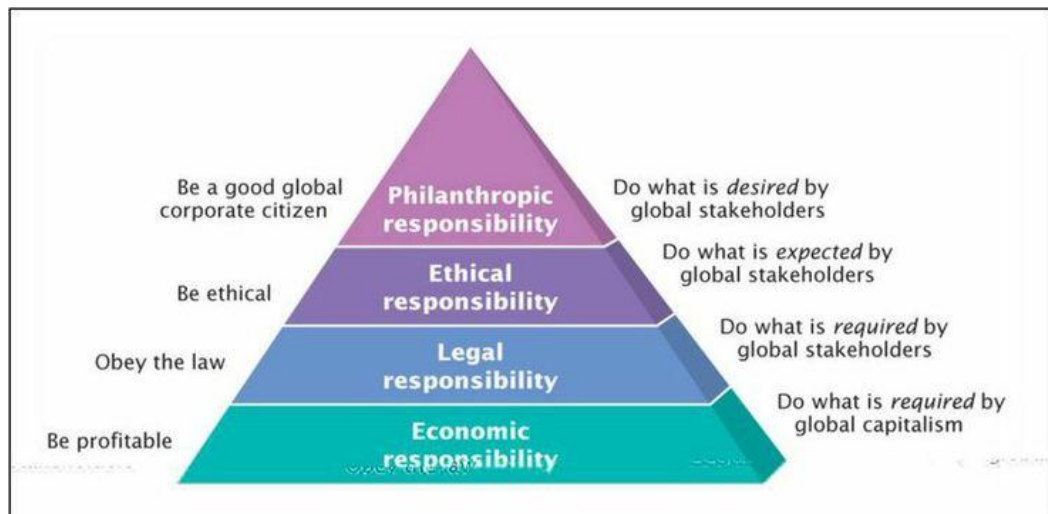 Be a good global
corporate citizen
Philanthropic
responsibility
Do what is desired by
global stakeholders
Be ethical
Ethical
responsibility
Do what is expected by
global stakeholders
Obey the law
Legal
responsibility
Do what is required by
global stakeholders
Be profitable
Economic
responsibility
Do what is required by
global capitalism